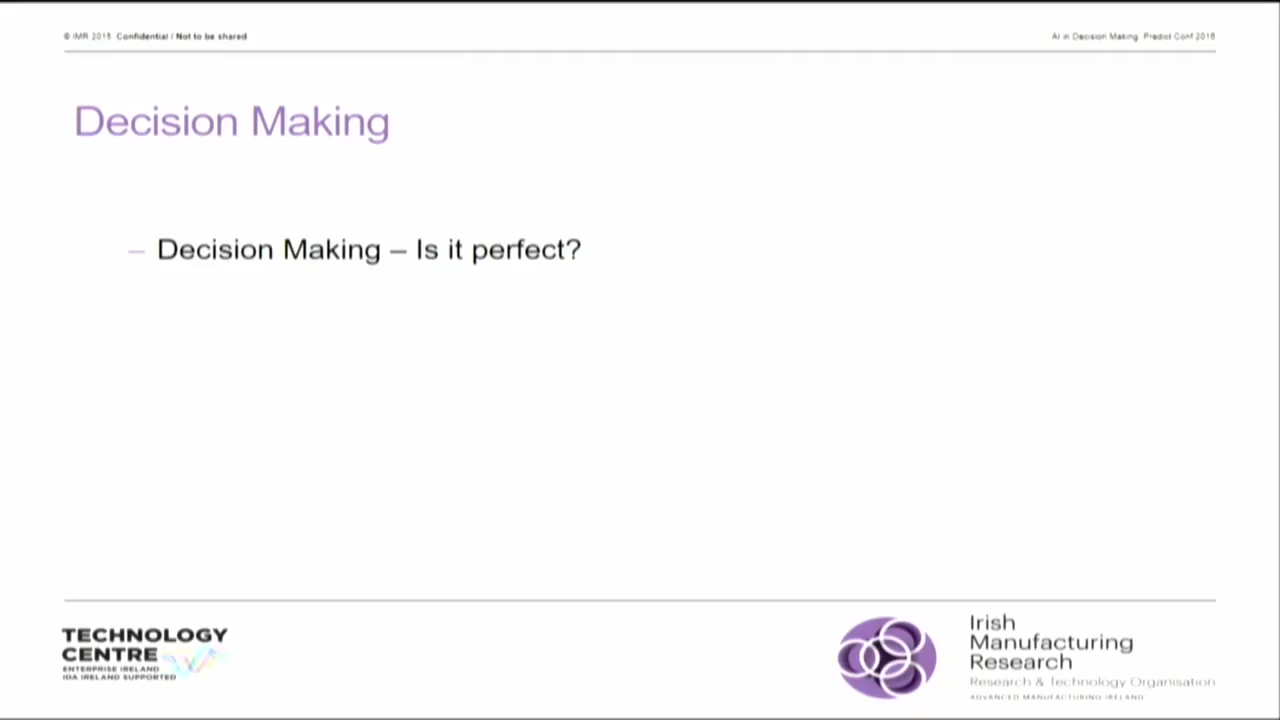 © IMR 2018 Confidential / Not to be shared
AI in Decision Making Predict Conf 2018
Decision Making
– Decision Making – Is it perfect?
TECHNOLOGY
CENTRE
ENTERPRISE IRELAND
IDA IRELAND SUPPORTED
Irish
Manufacturing
Research
Research & Technology Organisation
ADVANCED MANUFACTURING IRELAND